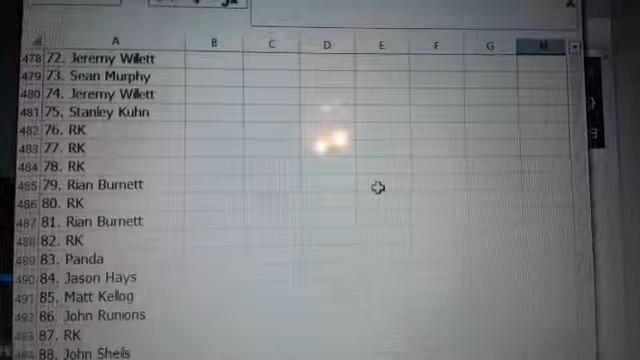 A B C D E F G H
478 72. Jeremy Willett
479 73. Sean Murphy
480 74. Jeremy Willett
481 75. Stanley Kuhn
482 76. RK
483 77. RK
484 78. RK
485 79. Rian Burnett
486 80. RK
487 81. Rian Burnett
488 82. RK
489 83. Panda
490 84. Jason Hays
491 85. Matt Kellog
492 86. John Runions
493 87. RK
494 88. John Sheils